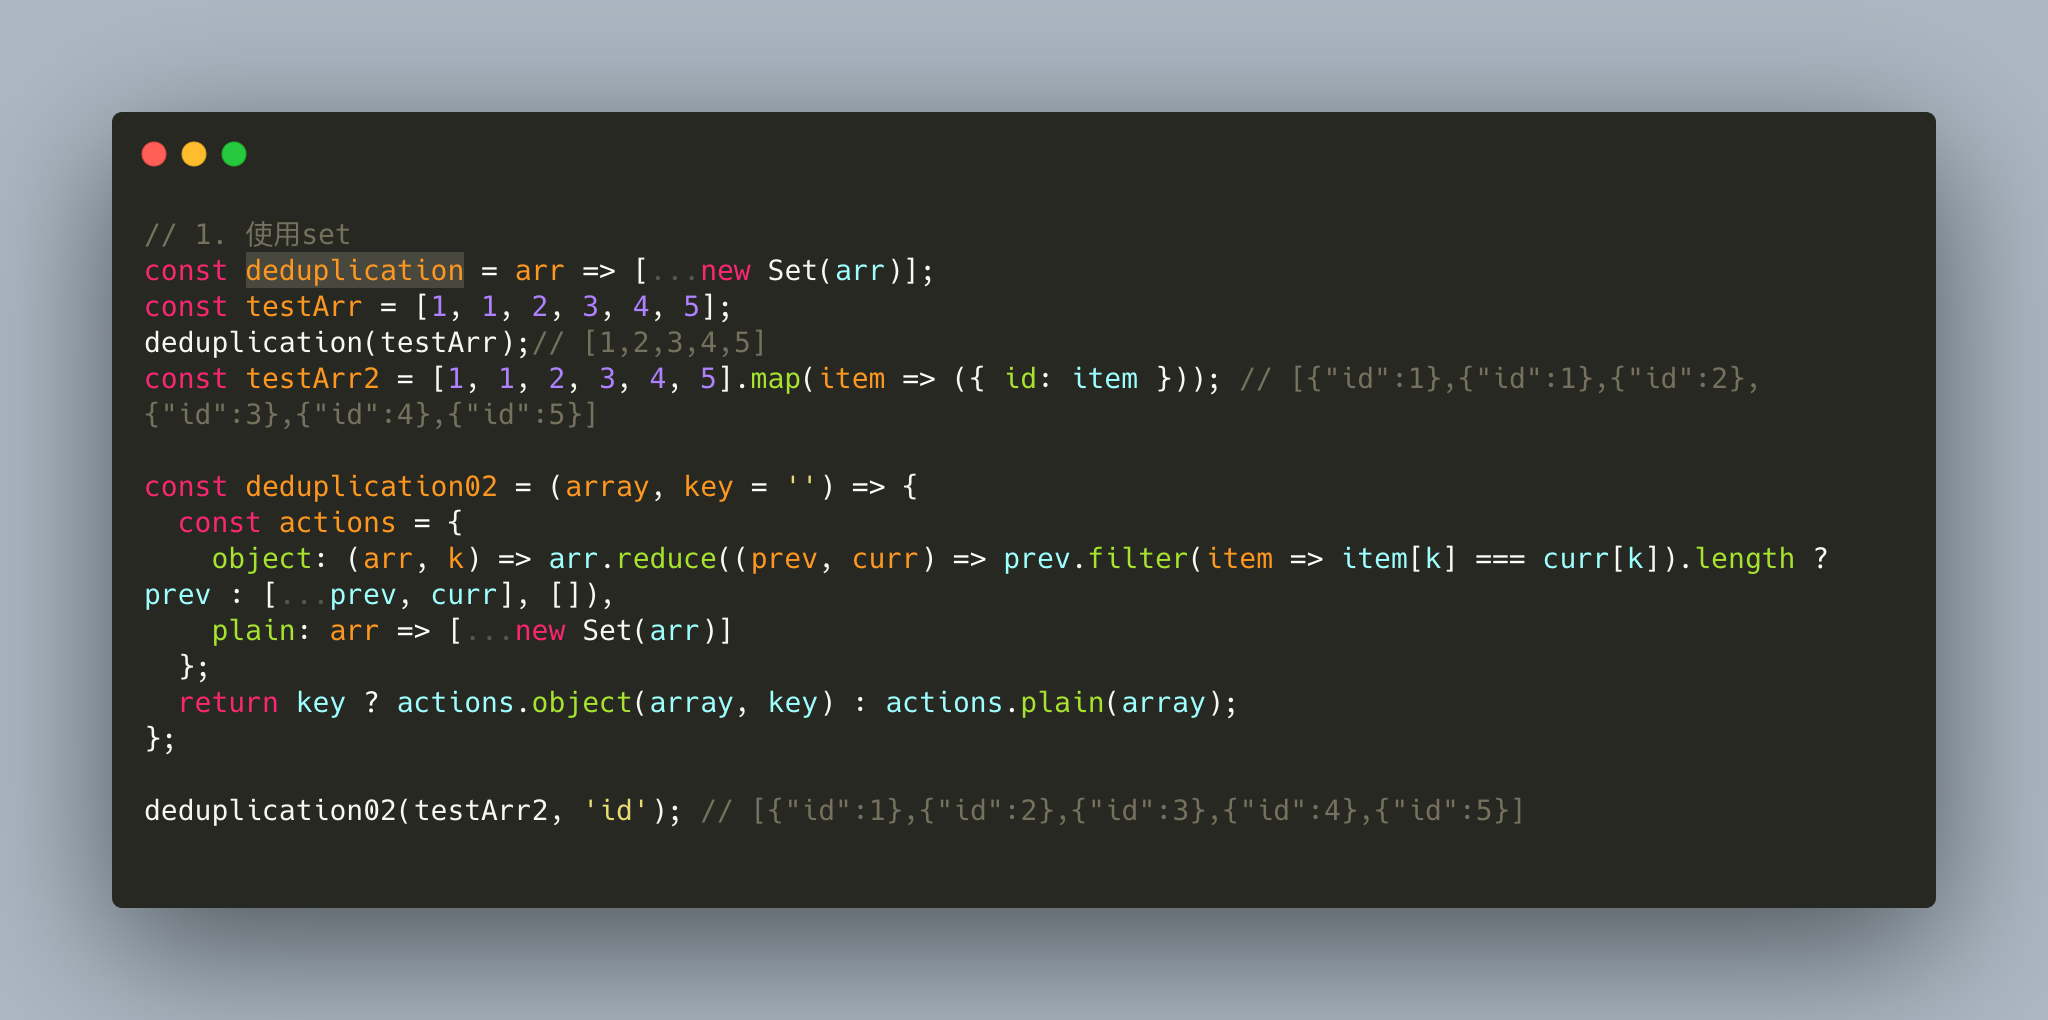 // 1. 使用set
const deduplication = arr => [...new Set(arr)];
const testArr = [1, 1, 2, 3, 4, 5];
deduplication(testArr);// [1,2,3,4,5]
const testArr2 = [1, 1, 2, 3, 4, 5].map(item => ({ id: item })); // [{"id":1},{"id":1},{"id":2},
{"id":3},{"id":4},{"id":5}]
const deduplication02 = (array, key = '') => {
  const actions = {
    object: (arr, k) => arr.reduce((prev, curr) => prev.filter(item => item[k] === curr[k]).length ?
prev : [...prev, curr], []),
    plain: arr => [...new Set(arr)]
  };
  return key ? actions.object(array, key) : actions.plain(array);
};
deduplication02(testArr2, 'id'); // [{"id":1},{"id":2},{"id":3},{"id":4},{"id":5}]